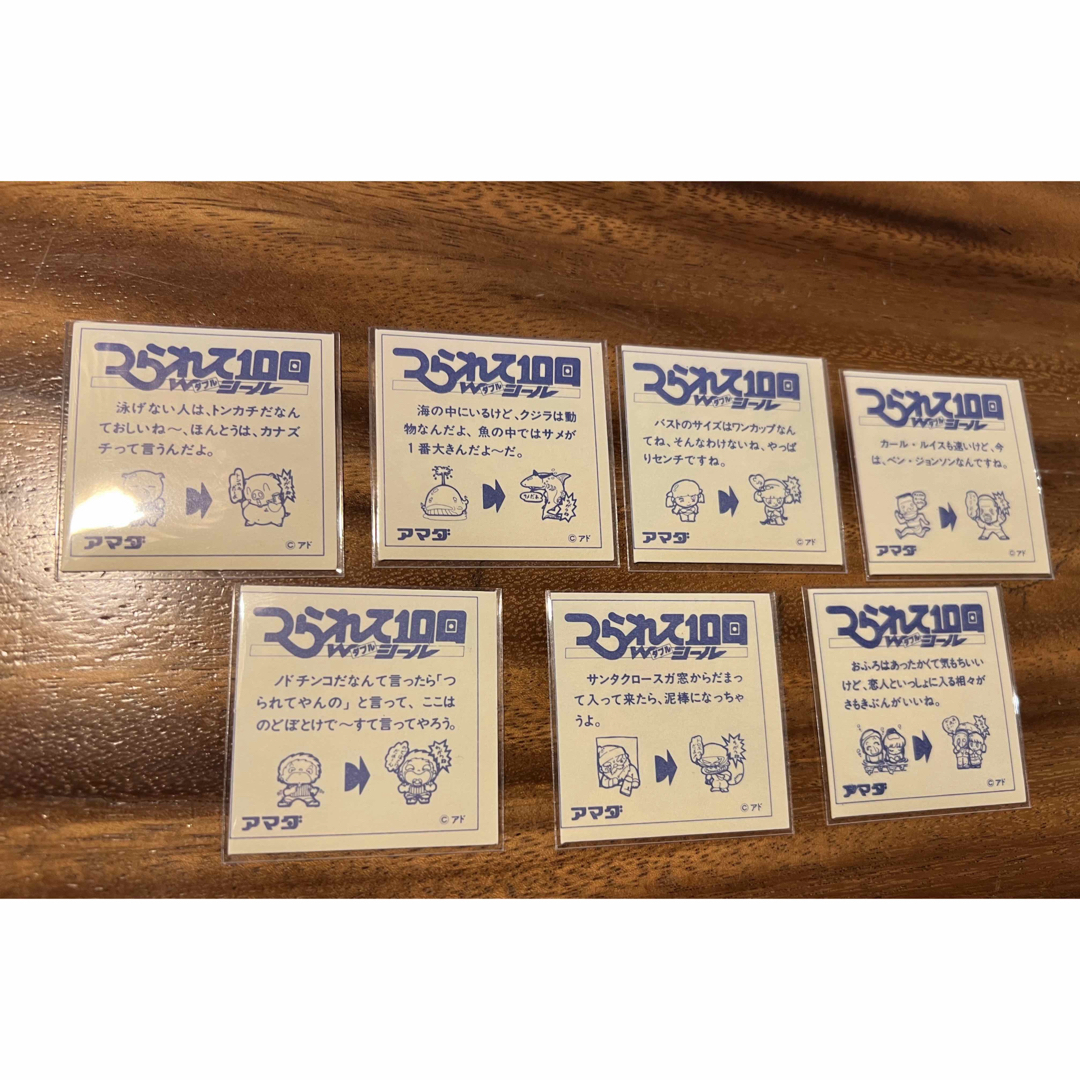 つられて10回
Wダブルシール
泳げない人は、トンカチだなん
ておしいね〜、ほんとうは、カナズ
チって言うんだよ。
アマダ
©アド
つられて10回
Wダブルシール
海の中にいるけど、クジラは動
物なんだよ、魚の中ではサメが
1番大きんだよ〜だ。
アマダ
©アド
つられて10回
Wダブルシール
バストのサイズはワンカップなん
てね、そんなわけないね、やっぱ
りセンチですね。
アマダ
©アド
つられて10回
Wダブルシール
カール・ルイスも速いけど、今
は、ベン・ジョンソンなんですね。
アマダ
©アド
つられて10回
Wダブルシール
ノドチンコだなんて言ったら「つ
られてやんの」と言って、ここは
のどぼとけで〜すて言ってやろう。
アマダ
©アド
つられて10回
Wダブルシール
サンタクロースガ窓からだまっ
て入って来たら、泥棒になっちゃ
うよ。
アマダ
©アド
つられて10回
Wダブルシール
おふろはあったかくて気もちいい
けど、恋人といっしょに入る相々が
さもきぶんがいいね。
アマダ
©アド